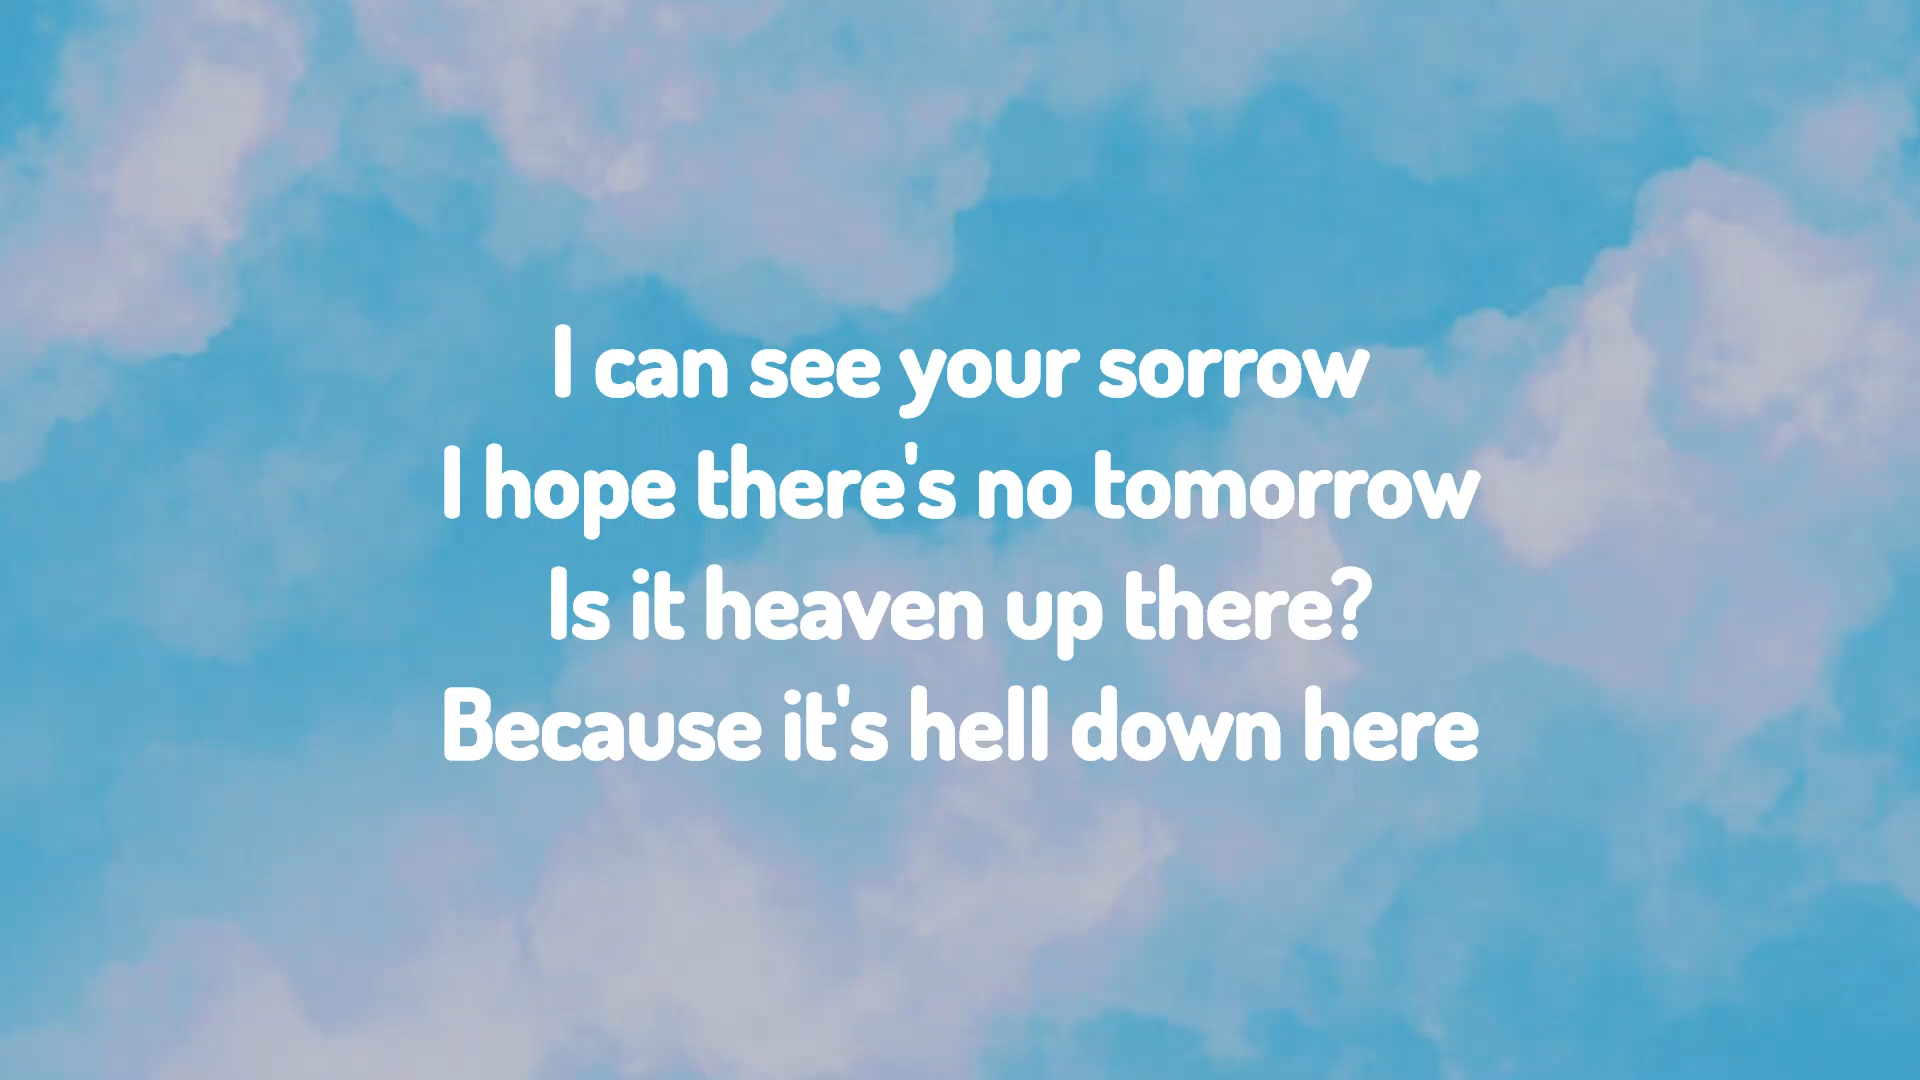 I can see your sorrow
I hope there's no tomorrow
Is it heaven up there?
Because it's hell down here